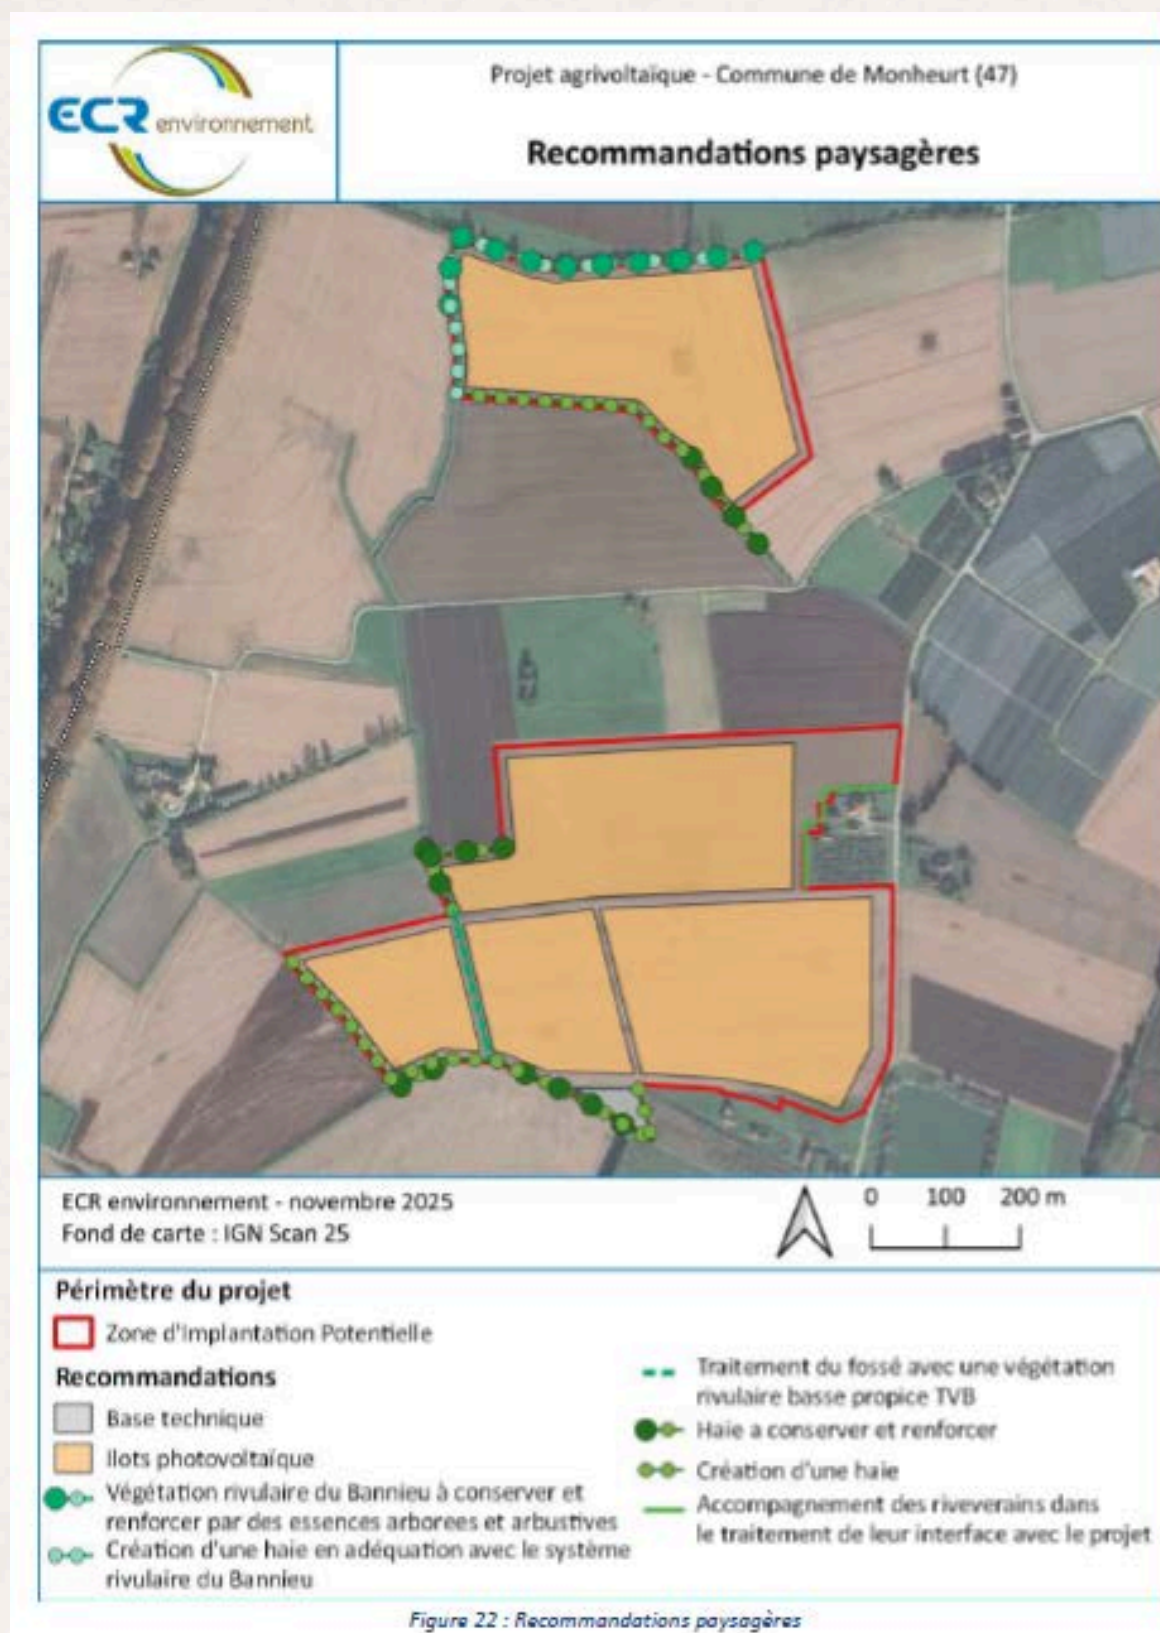 ECR environnement
Projet agrivoltaïque - Commune de Monheurt (47)
Recommandations paysagères
ECR environnement - novembre 2025
Fond de carte : IGN Scan 25
0 100 200 m
Périmètre du projet
Zone d'Implantation Potentielle
Recommandations
Base technique
Ilots photovoltaïque
Végétation rivulaire du Bannieu à conserver et
renforcer par des essences arborees et arbustives
Création d'une haie en adéquation avec le système
rivulaire du Bannieu
Traitement du fossé avec une végétation
rivulaire basse propice TVB
Haie a conserver et renforcer
Création d'une haie
Accompagnement des riveverains dans
le traitement de leur interface avec le projet
Figure 22 : Recommandations paysagères